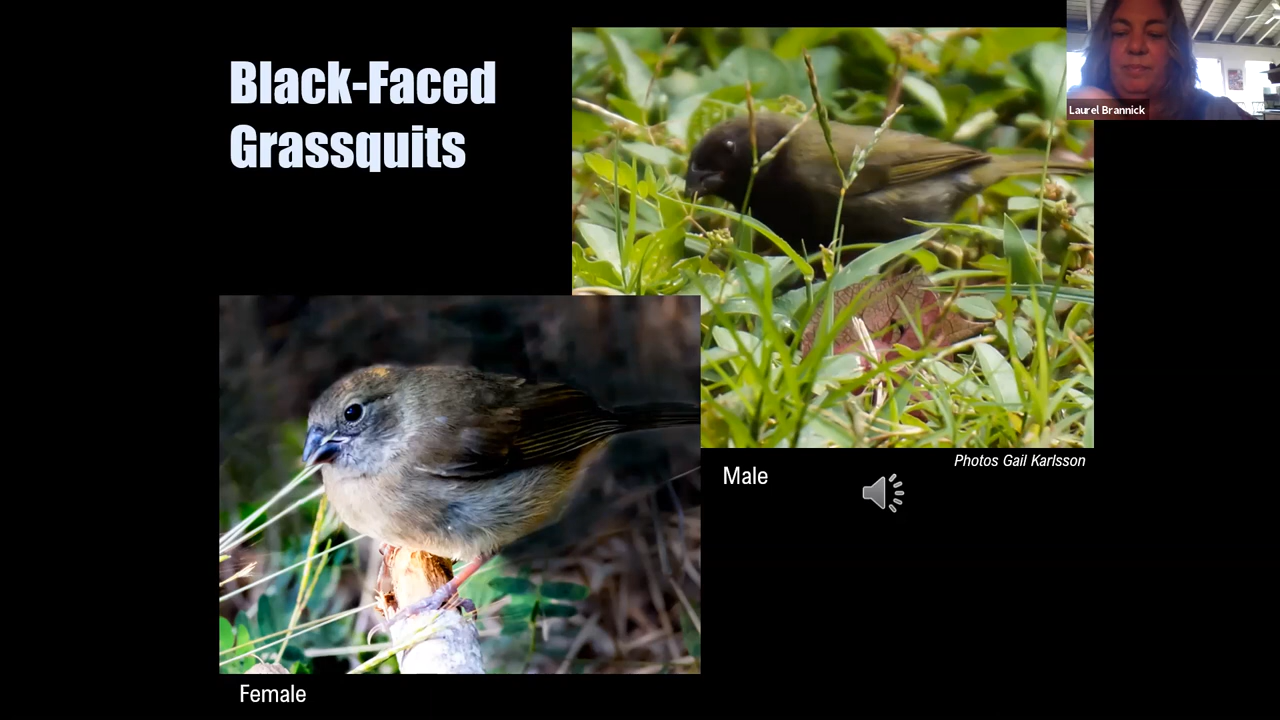 Black-Faced
Grassquits
Laurel Brannick
Photos Gail Karlsson
Male
Female